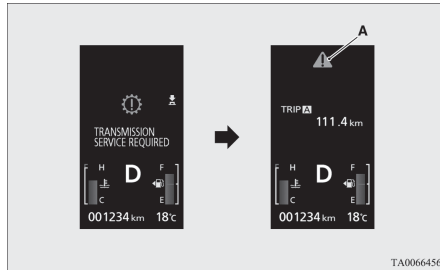 A
TRANSMISSION
SERVICE REQUIRED
F H
D
F
C
E
001234 km 18°C
TRIP A
111.4 km
F H
D
F
C
E
001234 km 18°C
TA0066456